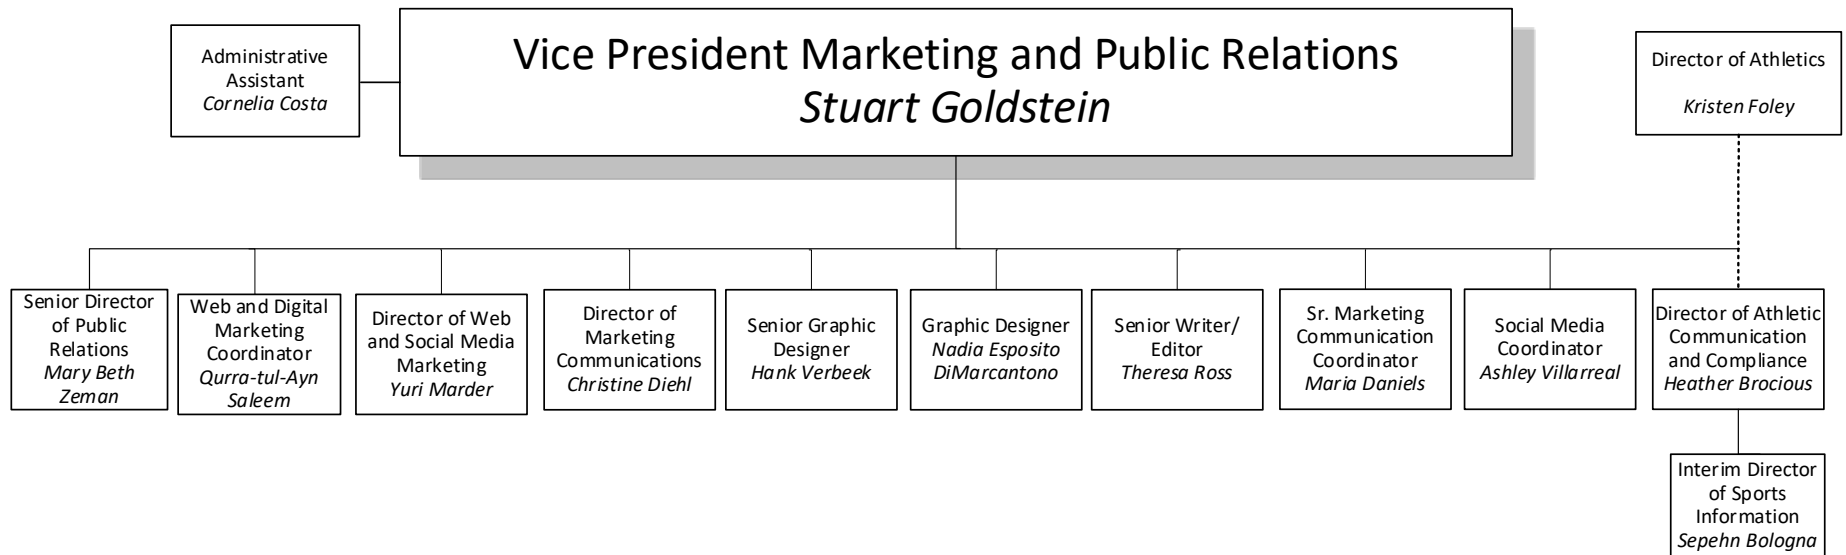 Administrative
Assistant
Cornelia Costa
Vice President Marketing and Public Relations
Stuart Goldstein
Director of Athletics
Kristen Foley
Senior Director
of Public
Relations
Mary Beth
Zeman
Web and Digital
Marketing
Coordinator
Qurra-tul-Ayn
Saleem
Director of Web
and Social Media
Marketing
Yuri Marder
Director of
Marketing
Communications
Christine Diehl
Senior Graphic
Designer
Hank Verbeek
Graphic Designer
Nadia Esposito
DiMarcantono
Senior Writer/
Editor
Theresa Ross
Sr. Marketing
Communication
Coordinator
Maria Daniels
Social Media
Coordinator
Ashley Villarreal
Director of Athletic
Communication
and Compliance
Heather Brocious
Interim Director
of Sports
Information
Sepehn Bologna